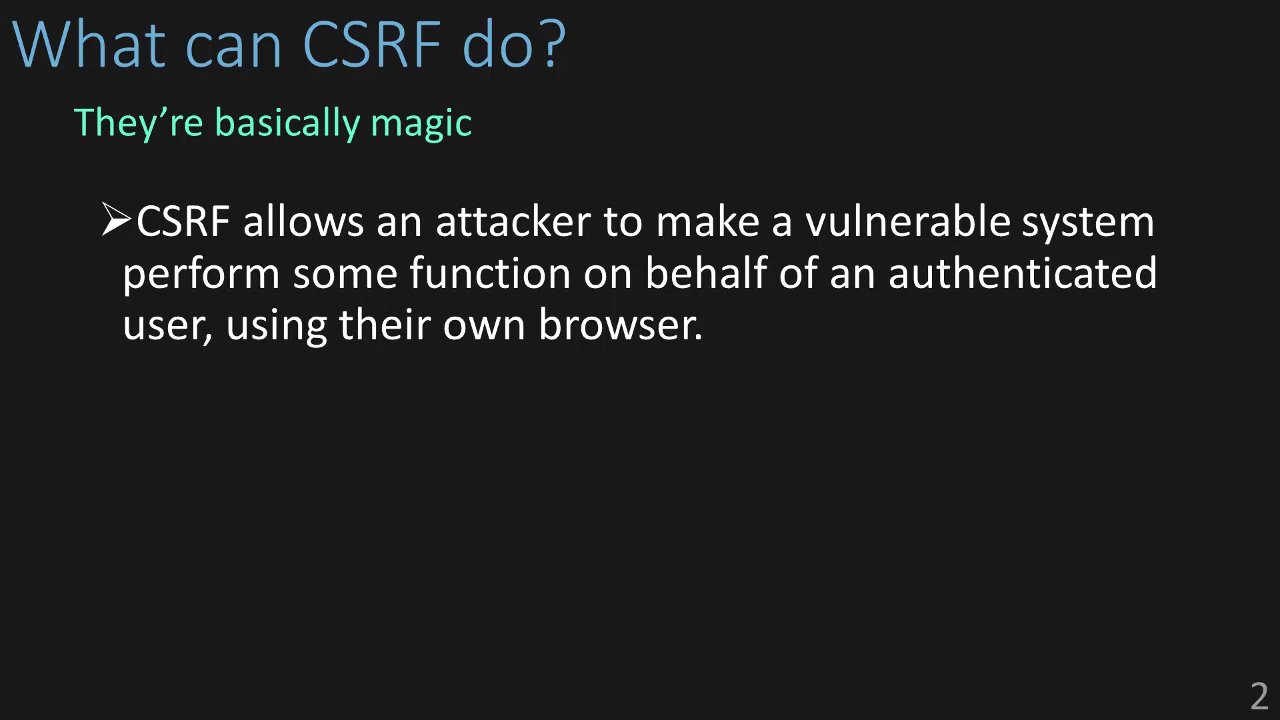 What can CSRF do?
They’re basically magic
➢CSRF allows an attacker to make a vulnerable system
perform some function on behalf of an authenticated
user, using their own browser.
2